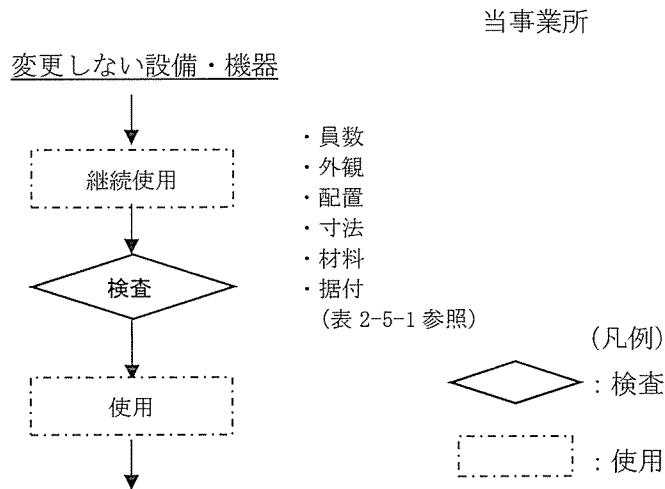 当事業所
変更しない設備・機器
継続使用
・員数
・外観
・配置
・寸法
・材料
・据付
(表 2-5-1 参照)
検査
使用
(凡例)
：検査
：使用